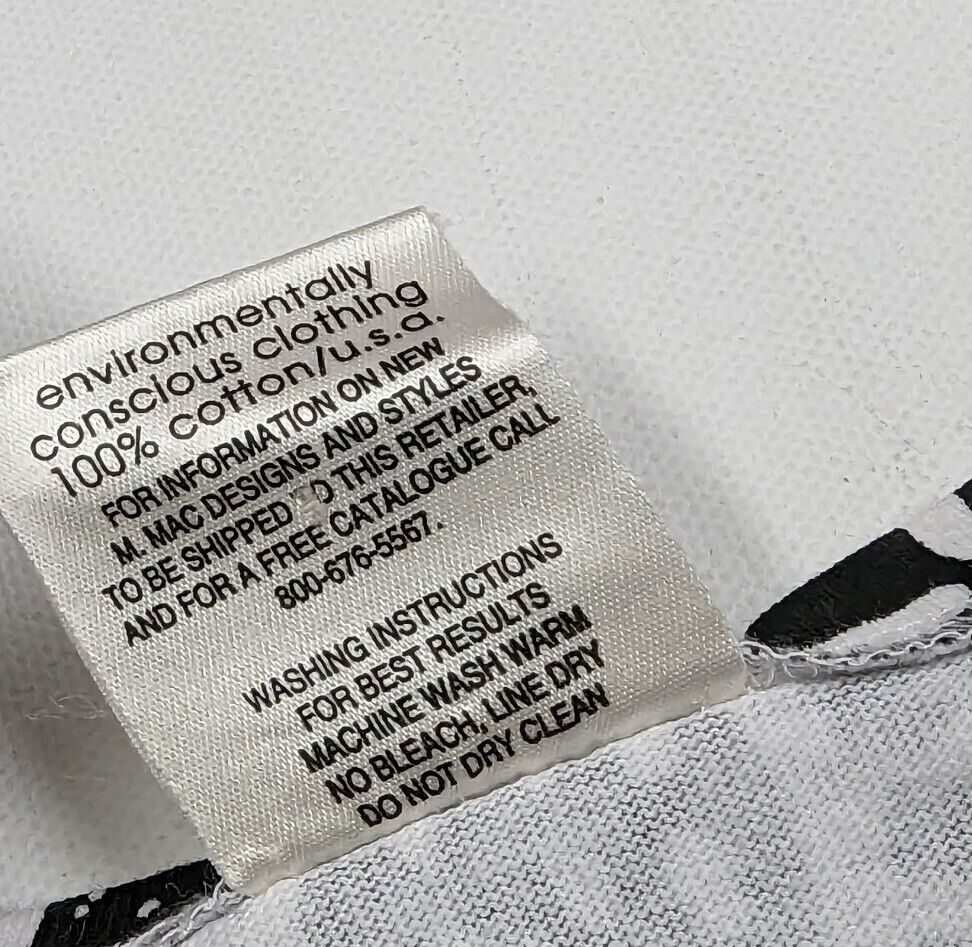 environmentally
conscious clothing
100% cotton/u.s.a.
FOR INFORMATION ON NEW
M. MAC DESIGNS AND STYLES
TO BE SHIPPED TO THIS RETAILER,
AND FOR A FREE CATALOGUE CALL
800-676-5567.
WASHING INSTRUCTIONS
FOR BEST RESULTS
MACHINE WASH WARM
NO BLEACH, LINE DRY
DO NOT DRY CLEAN